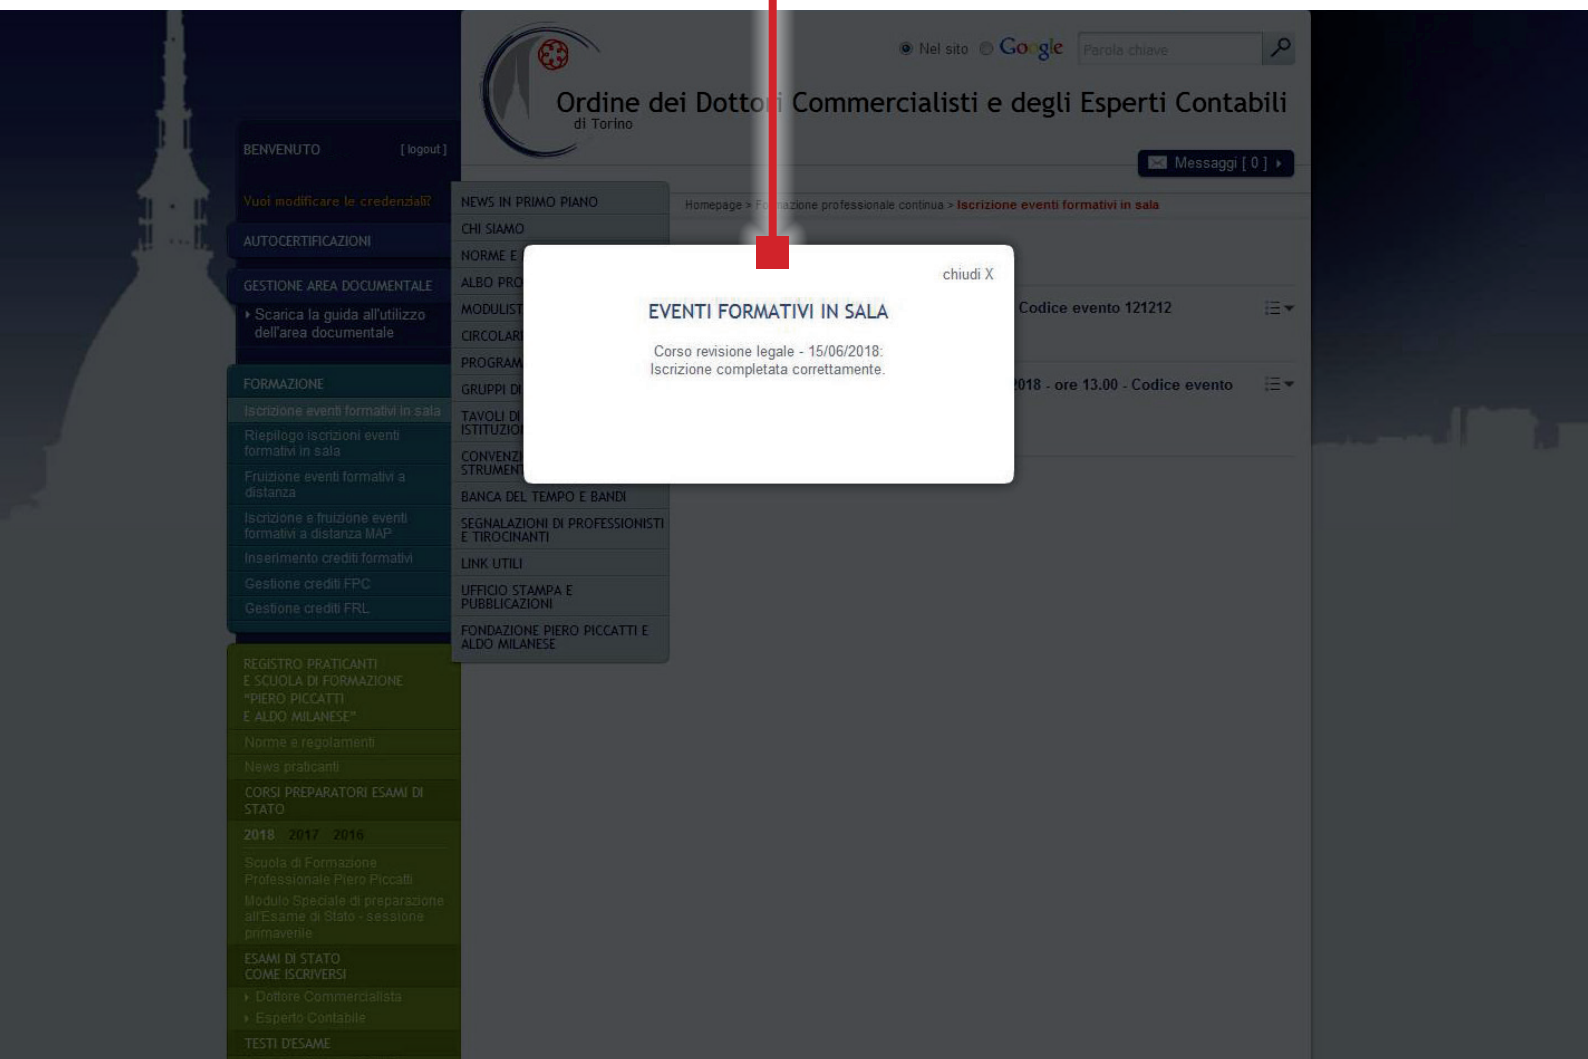 Nel sito Google Parola chiave
Ordine dei Dottori Commercialisti e degli Esperti Contabili
di Torino
BENVENUTO [ logout ]
Messaggi [ 0 ]
Vuoi modificare le credenziali?
AUTOCERTIFICAZIONI
GESTIONE AREA DOCUMENTALE
Scarica la guida all'utilizzo
dell'area documentale
FORMAZIONE
Iscrizione eventi formativi in sala
Riepilogo iscrizioni eventi
formativi in sala
Fruizione eventi formativi a
distanza
Iscrizione e fruizione eventi
formativi a distanza MAP
Inserimento crediti formativi
Gestione crediti FPC
Gestione crediti FRL
REGISTRO PRATICANTI
E SCUOLA DI FORMAZIONE
"PIERO PICCATTI
E ALDO MILANESE"
Norme e regolamenti
News praticanti
CORSI PREPARATORI ESAMI DI
STATO
2018 2017 2016
Scuola di Formazione
Professionale Piero Piccatti
Modulo Speciale di preparazione
all'Esame di Stato - sessione
primaverile
ESAMI DI STATO
COME ISCRIVERSI
Dottore Commercialista
Esperto Contabile
TESTI D'ESAME
NEWS IN PRIMO PIANO
CHI SIAMO
NORME E
ALBO PRO
MODULIST
CIRCOLARI
PROGRAM
GRUPPI DI
TAVOLI DI
ISTITUZIO
CONVENZI
STRUMENT
BANCA DEL TEMPO E BANDI
SEGNALAZIONI DI PROFESSIONISTI
E TIROCINANTI
LINK UTILI
UFFICIO STAMPA E
PUBBLICAZIONI
FONDAZIONE PIERO PICCATTI E
ALDO MILANESE
Homepage > Formazione professionale continua > Iscrizione eventi formativi in sala
chiudi X
EVENTI FORMATIVI IN SALA
Corso revisione legale - 15/06/2018:
Iscrizione completata correttamente.
Codice evento 121212
2018 - ore 13.00 - Codice evento